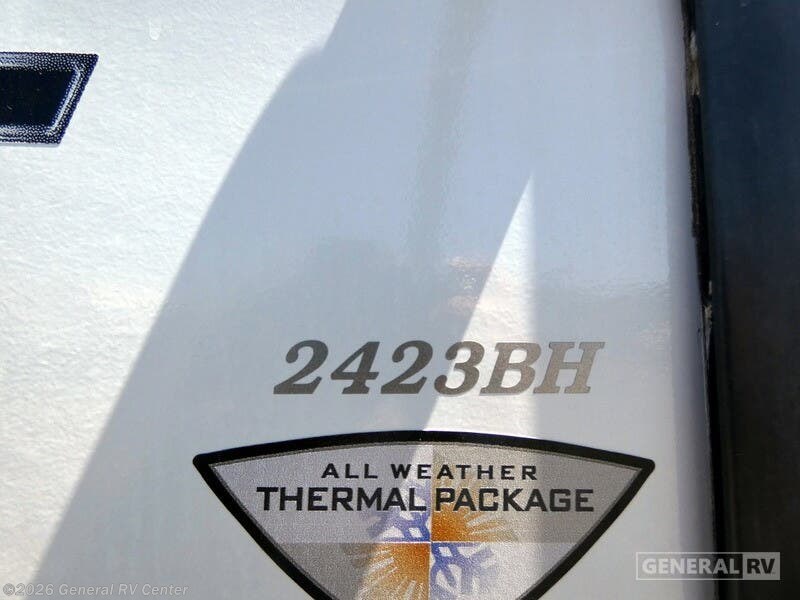 2423BH
ALL WEATHER
THERMAL PACKAGE
GENERAL RV
©2026 General RV Center